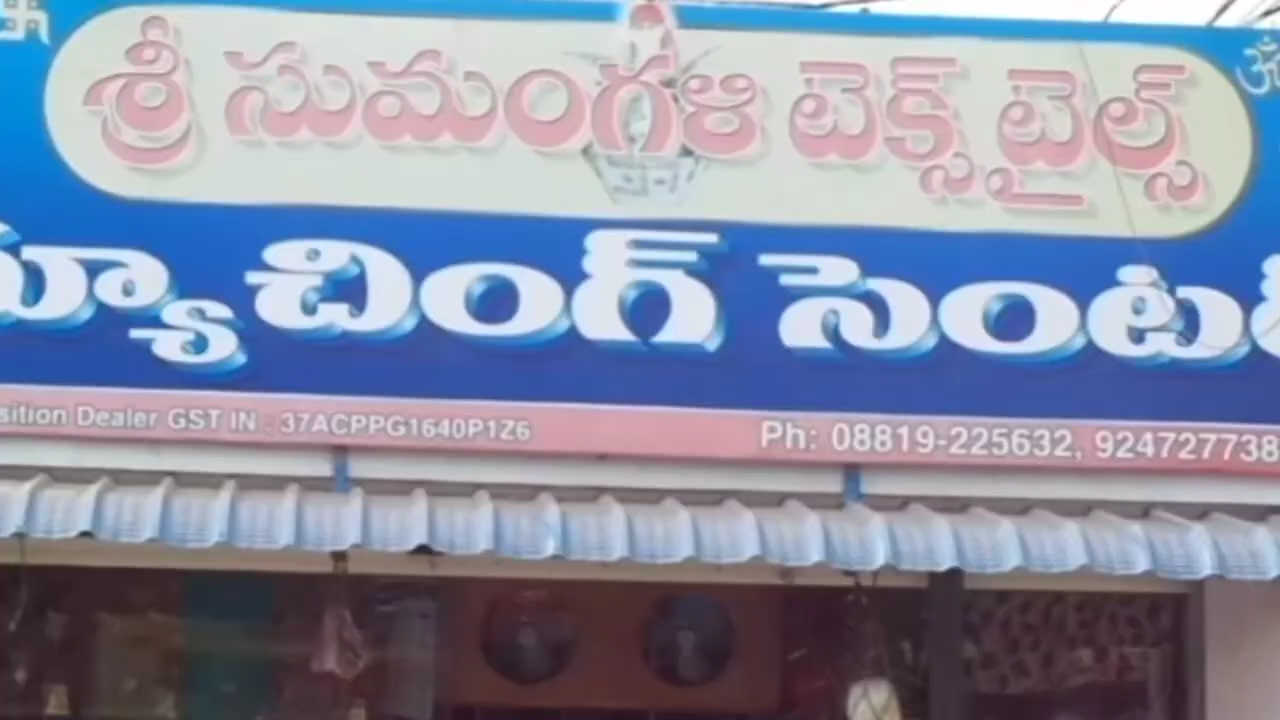 శ్రీ సుమంగళి టెక్స్ టైల్స్
మ్యాచింగ్ సెంటర్
sition Dealer GST IN : 37ACPPG1640P1Z6 Ph: 08819-225632, 924727738